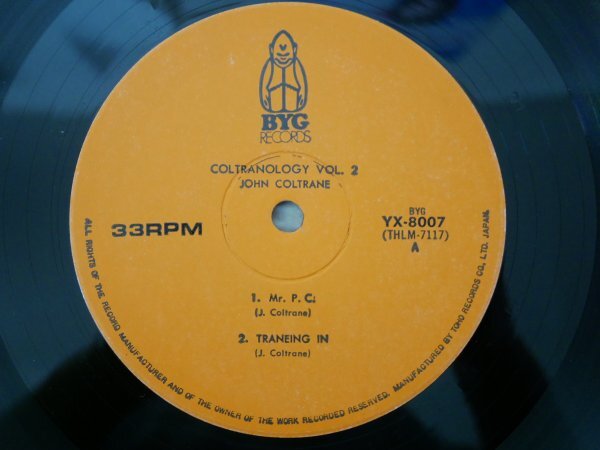 BYG
RECORDS
COLTRANOLOGY VOL. 2
JOHN COLTRANE
33RPM
BYG
YX-8007
(THLM-7117)
A
1. Mr. P. C.
(J. Coltrane)
2. TRANEING IN
(J. Coltrane)
ALL RIGHTS OF THE RECORD MANUFACTURER AND OF THE OWNER OF THE WORK RECORDED RESERVED. MANUFACTURED BY TOHO RECORDS CO., LTD. JAPAN.